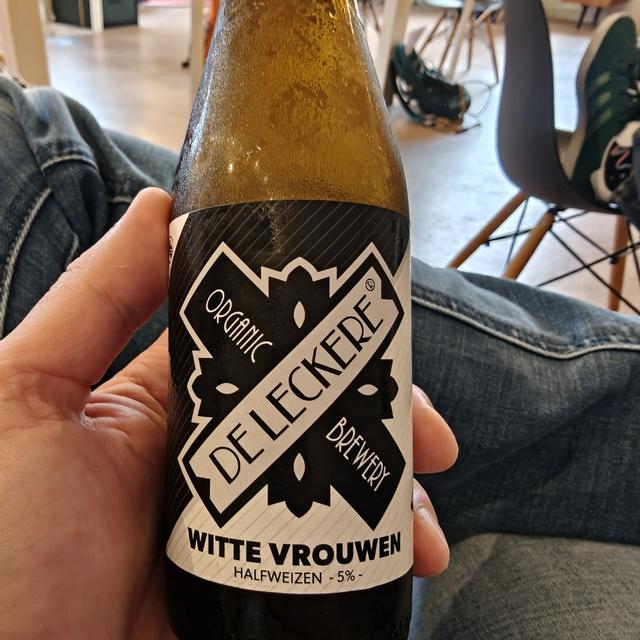 ORGANIC
DE LECKERE
BREWERY
WITTE VROUWEN
HALFWEIZEN - 5% -